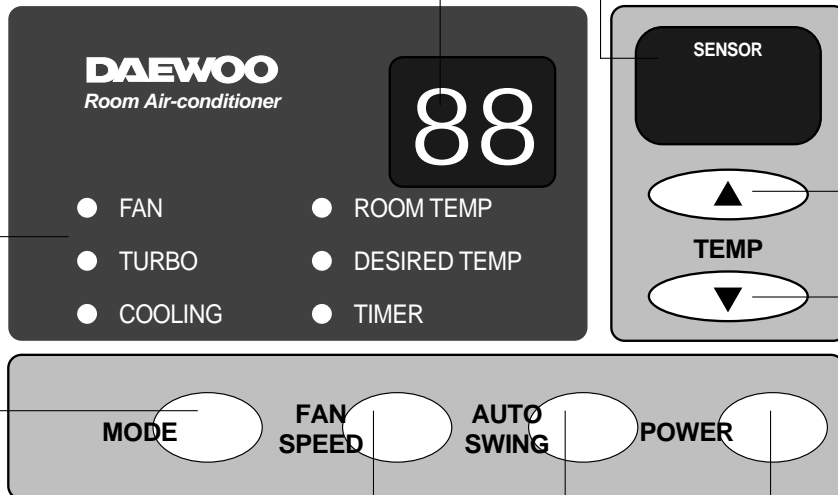 DAEWOO
Room Air-conditioner
88
FAN
TURBO
COOLING
ROOM TEMP
DESIRED TEMP
TIMER
SENSOR
TEMP
MODE
FAN
SPEED
AUTO
SWING
POWER